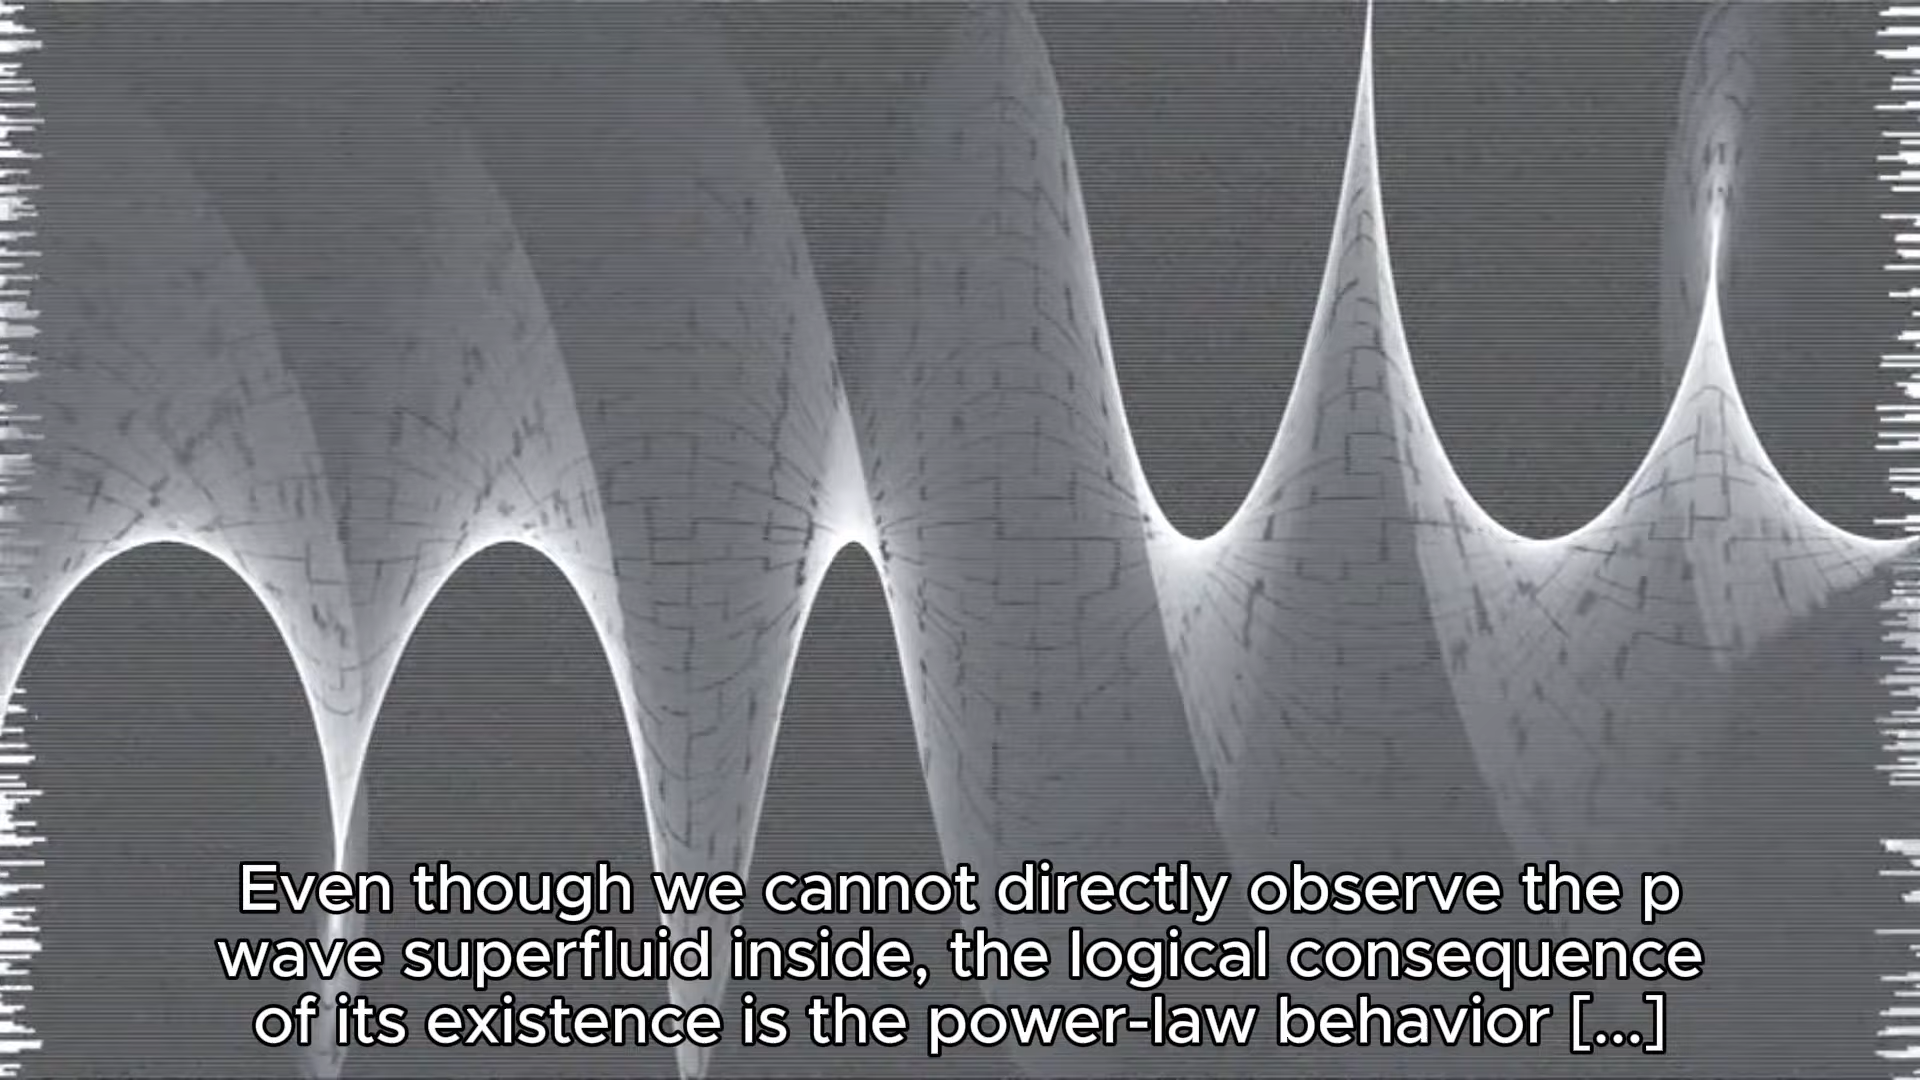 Even though we cannot directly observe the p
wave superfluid inside, the logical consequence
of its existence is the power-law behavior [...]